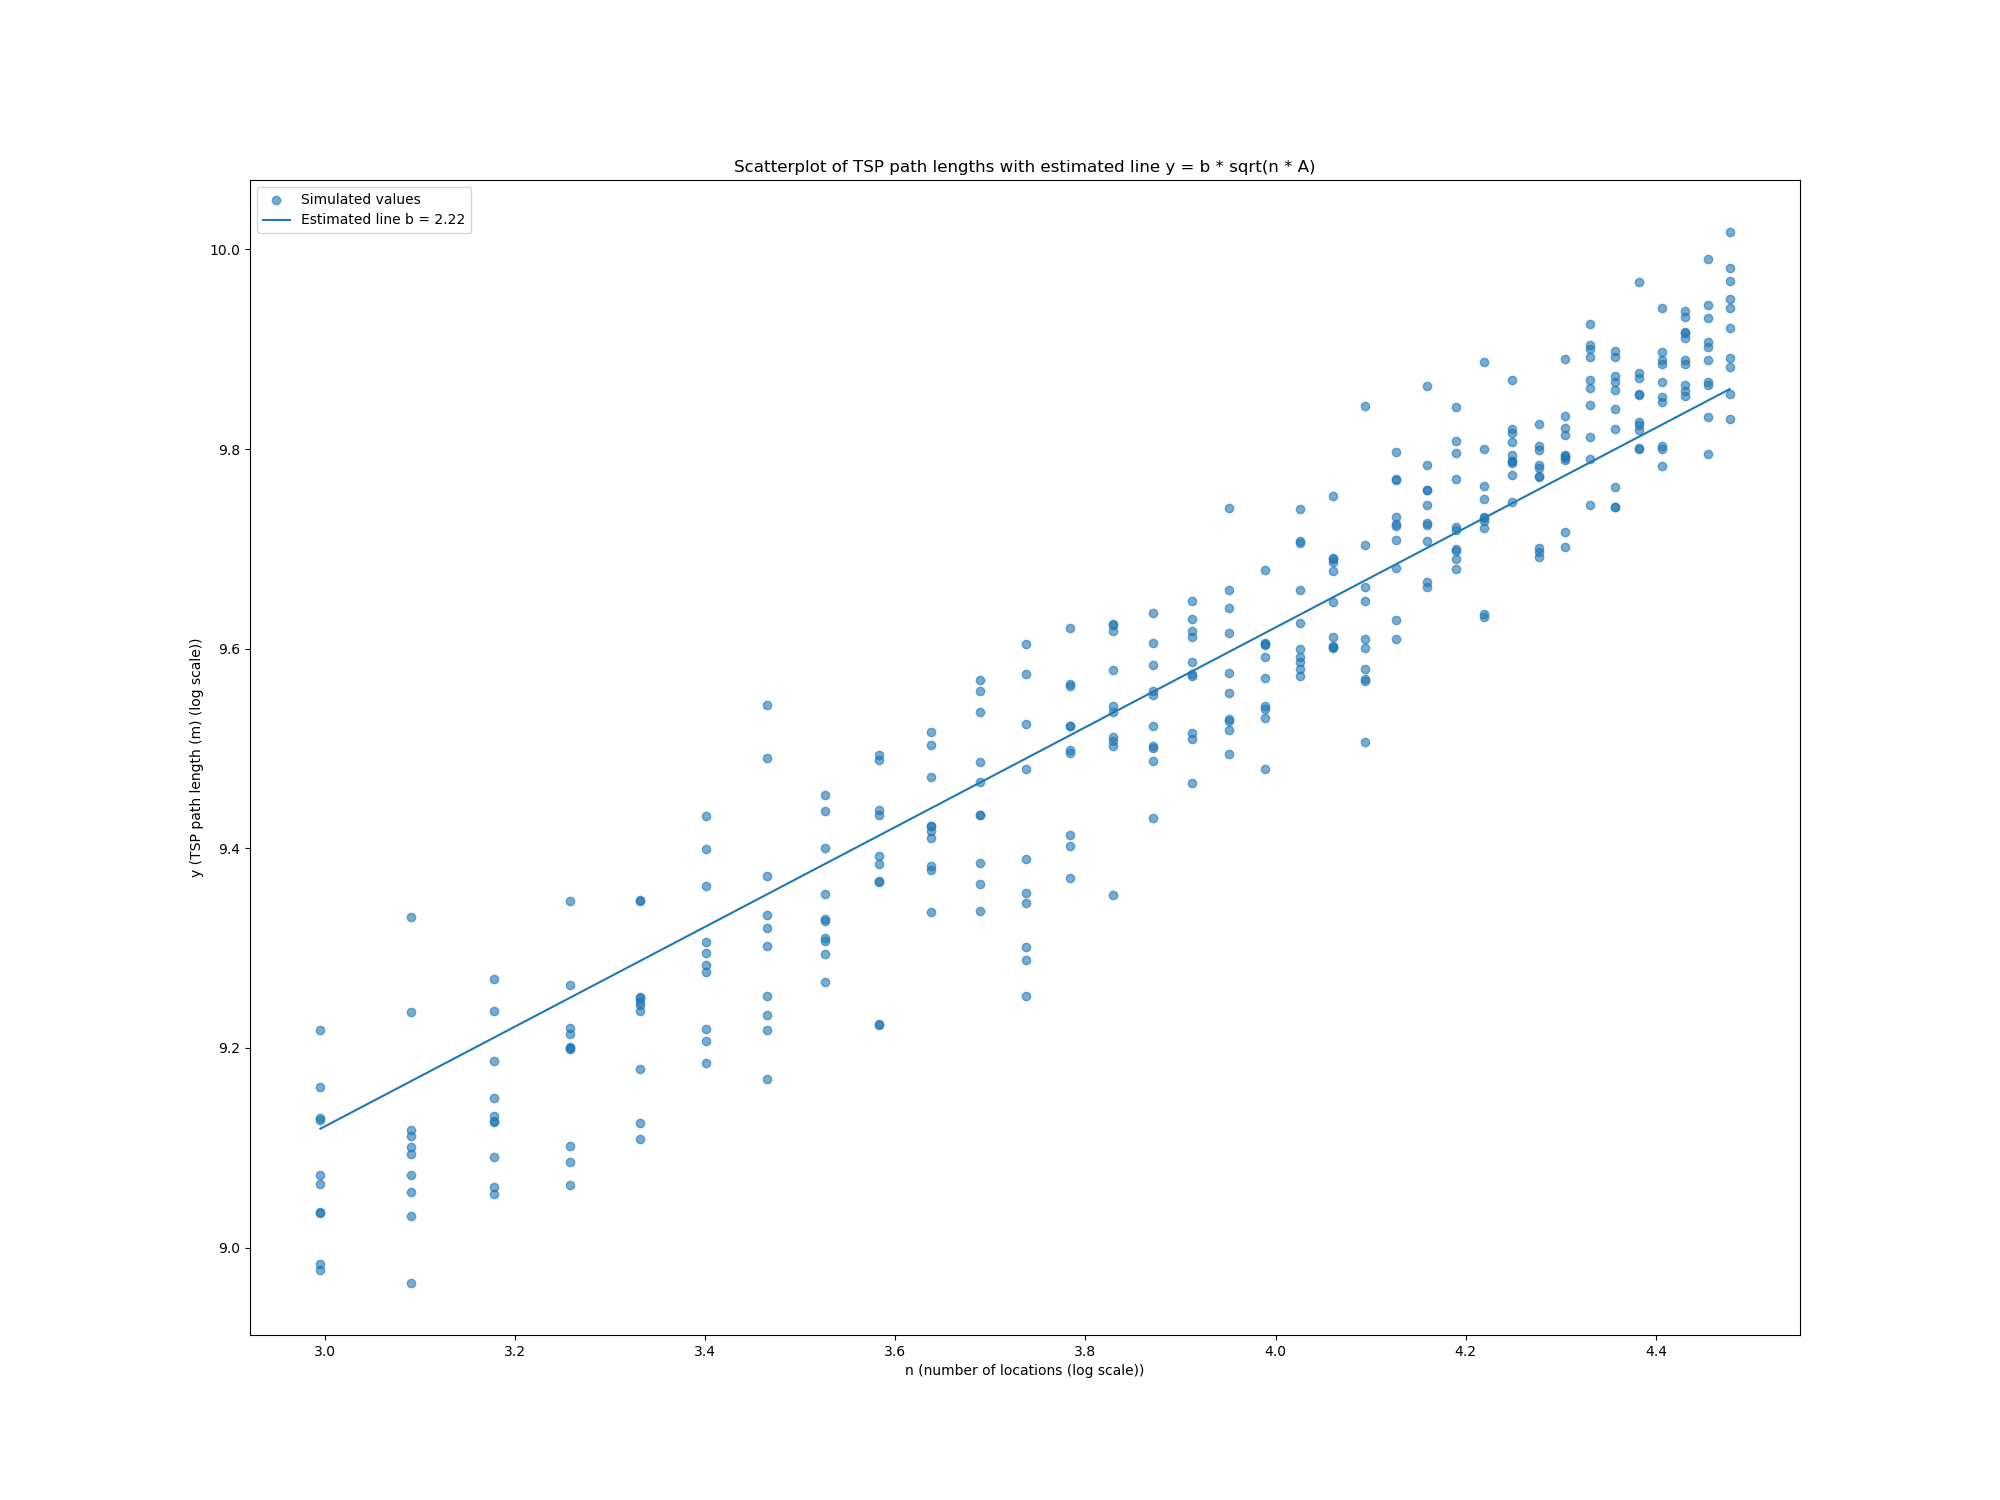 Scatterplot of TSP path lengths with estimated line y = b * sqrt(n * A)
Simulated values
Estimated line b = 2.22
10.0
9.8
9.6
9.4
9.2
9.0
y (TSP path length (m) (log scale))
3.0 3.2 3.4 3.6 3.8 4.0 4.2 4.4
n (number of locations (log scale))